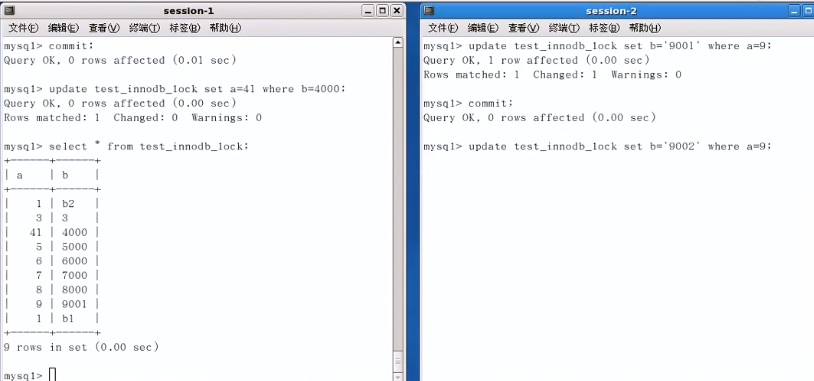 session-1
文件(F) 编辑(E) 查看(V) 终端(T) 标签(B) 帮助(H)
mysql> commit;
Query OK, 0 rows affected (0.01 sec)
mysql> update test_innodb_lock set a=41 where b=4000;
Query OK, 0 rows affected (0.00 sec)
Rows matched: 1  Changed: 0  Warnings: 0
mysql> select * from test_innodb_lock;
+------+------+
| a    | b    |
+------+------+
|    1 | b2   |
|    3 | 3    |
|   41 | 4000 |
|    5 | 5000 |
|    6 | 6000 |
|    7 | 7000 |
|    8 | 8000 |
|    9 | 9001 |
|    1 | b1   |
+------+------+
9 rows in set (0.00 sec)
mysql>
session-2
文件(F) 编辑(E) 查看(V) 终端(T) 标签(B) 帮助(H)
mysql> update test_innodb_lock set b='9001' where a=9;
Query OK, 1 row affected (0.00 sec)
Rows matched: 1  Changed: 1  Warnings: 0
mysql> commit;
Query OK, 0 rows affected (0.00 sec)
mysql> update test_innodb_lock set b='9002' where a=9;